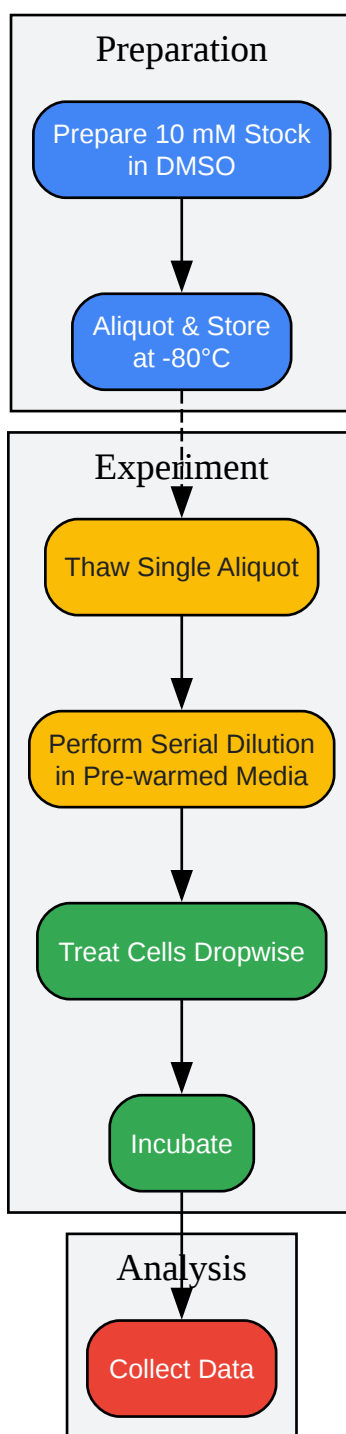 Preparation
Prepare 10 mM Stock
in DMSO
Aliquot & Store
at -80°C
Experiment
Thaw Single Aliquot
Perform Serial Dilution
in Pre-warmed Media
Treat Cells Dropwise
Incubate
Analysis
Collect Data